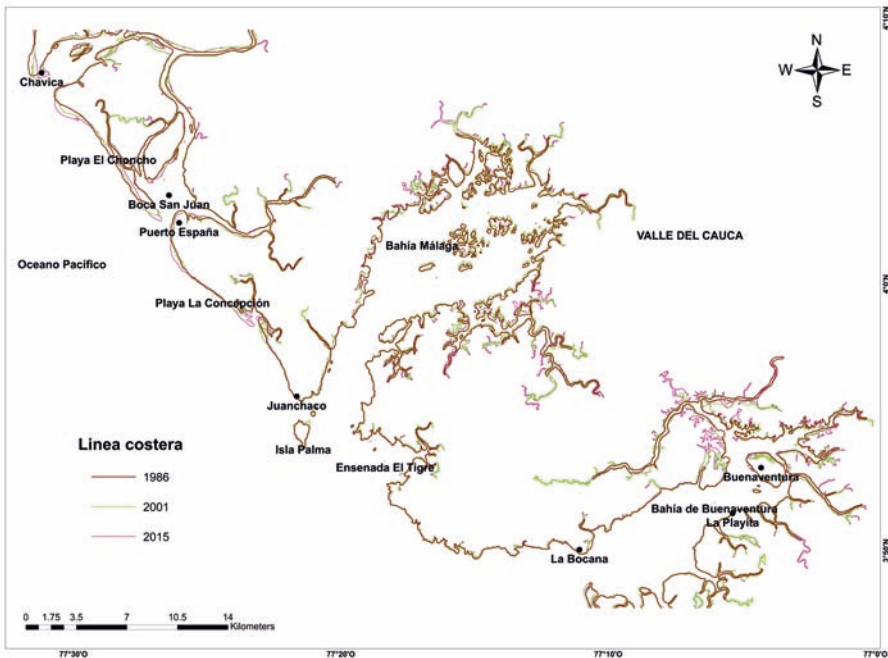 4°10'N
N
W E
S
Chavica
Playa El Choncho
Boca San Juan
Puerto España
Bahía Málaga
VALLE DEL CAUCA
Oceano Pacífico
4°0'N
Playa La Concepción
Juanchaco
Isla Palma
Linea costera
Ensenada El Tigre
1986
Buenaventura
2001
Bahía de Buenaventura
La Playita
2015
La Bocana
3°50'N
0 1.75 3.5 7 10.5 14
Kilometers
77°30'O 77°20'O 77°10'O 77°0'O